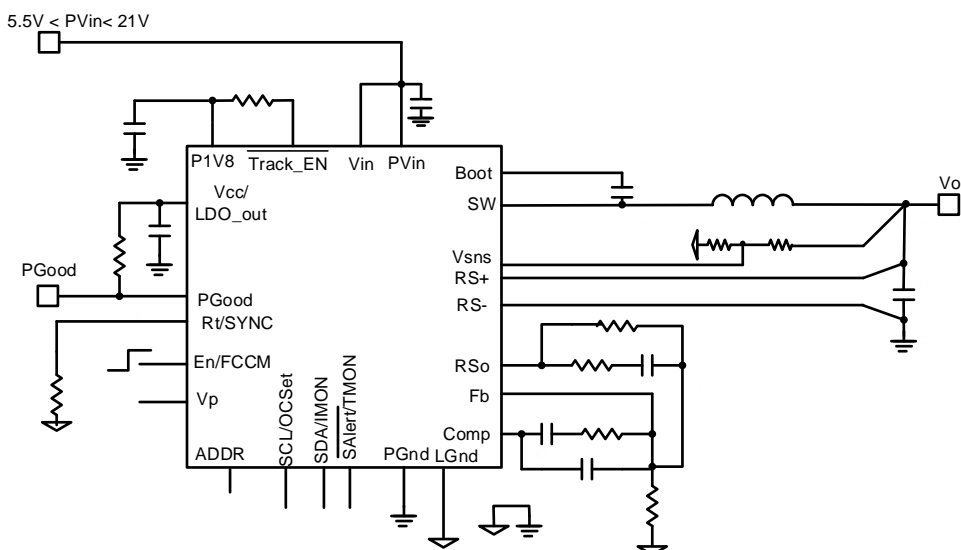 5.5V < PVin< 21V
P1V8
Track_EN
Vin
PVin
Vcc/
LDO_out
Boot
SW
Vo
Vsns
RS+
RS-
PGood
PGood
Rt/SYNC
En/FCCM
Vp
RSo
Fb
Comp
ADDR
SCL/OCSet
SDA/IMON
SAlert/TMON
PGnd
LGnd